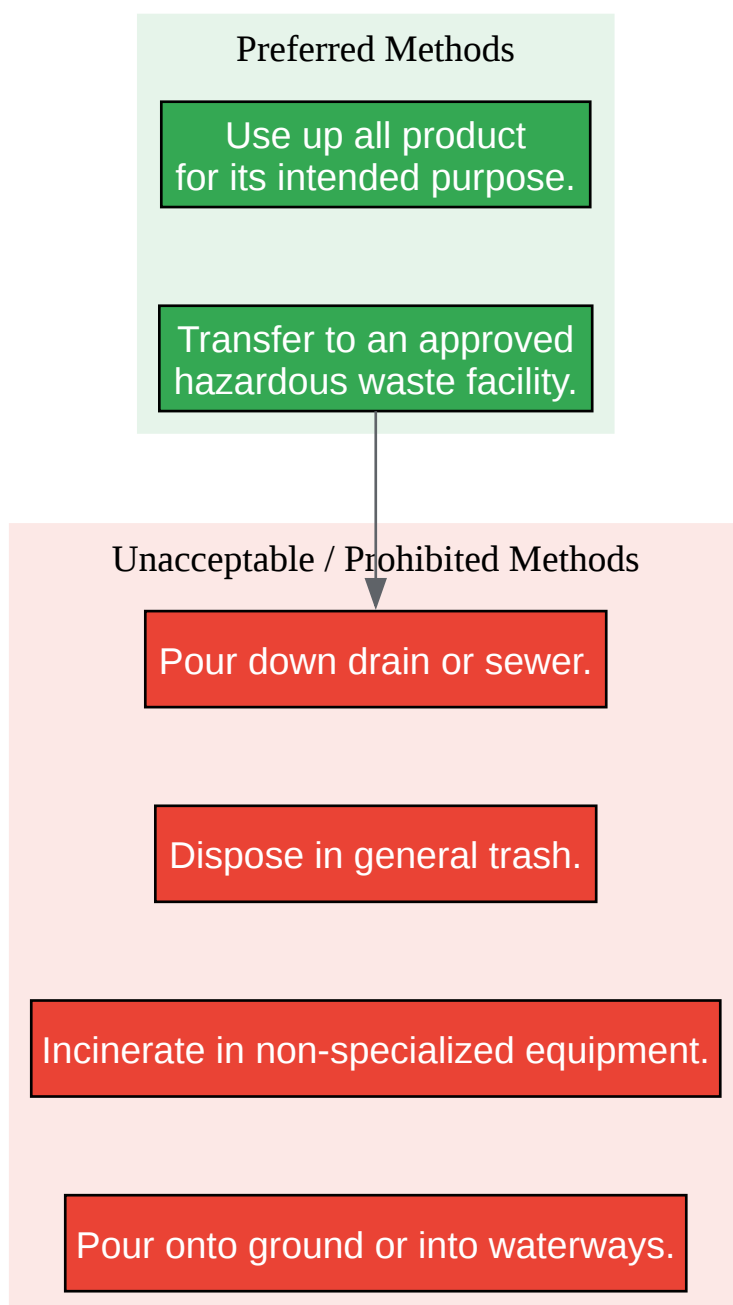 Preferred Methods
Use up all product
for its intended purpose.
Transfer to an approved
hazardous waste facility.
Unacceptable / Prohibited Methods
Pour down drain or sewer.
Dispose in general trash.
Incinerate in non-specialized equipment.
Pour onto ground or into waterways.